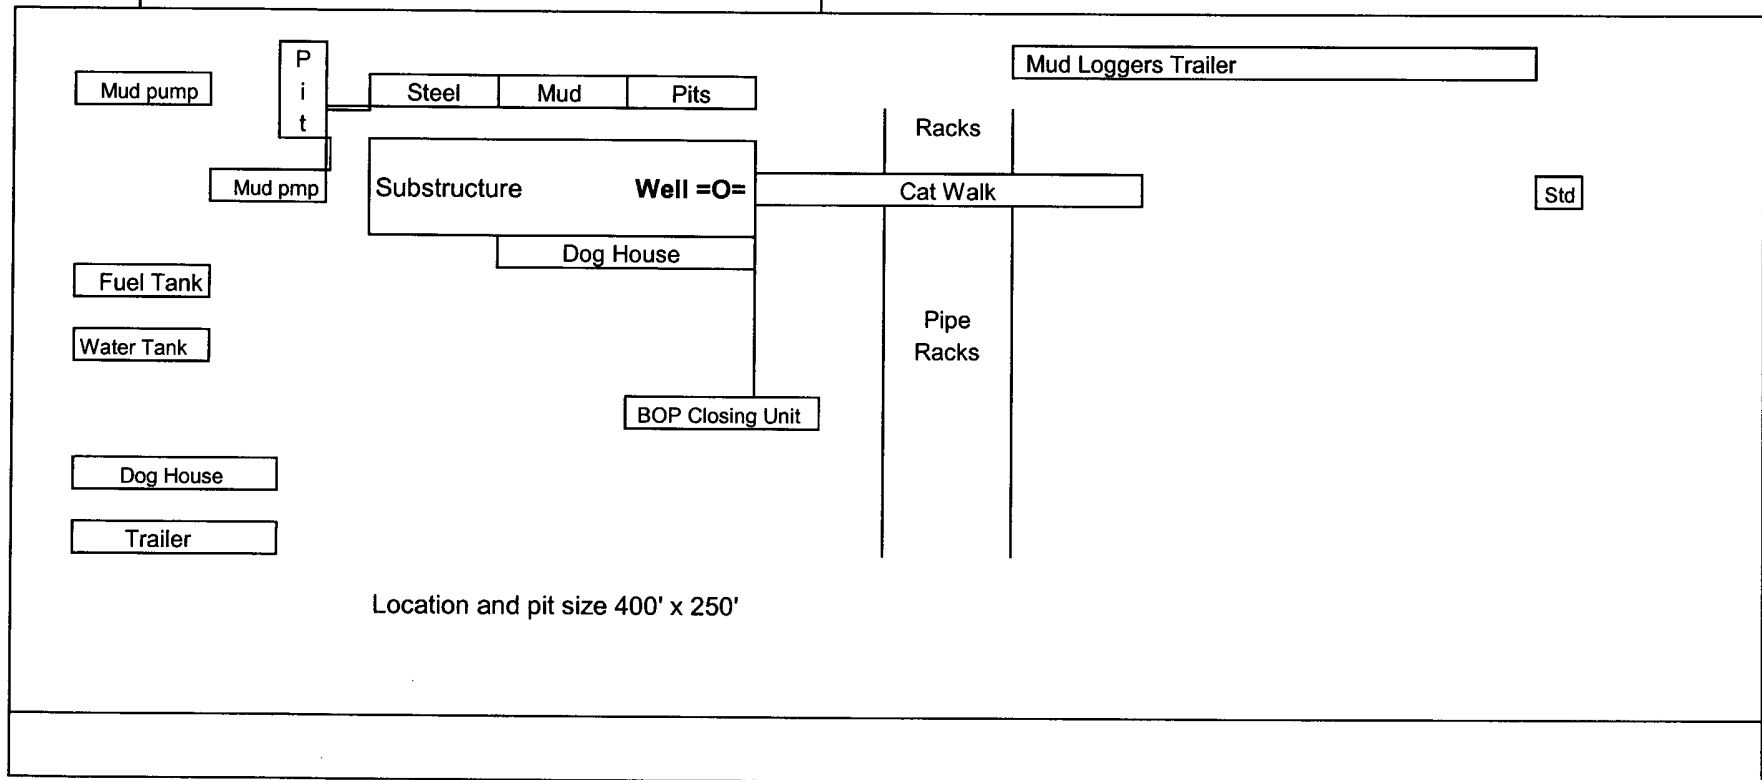 P
i
t
Mud Loggers Trailer
Mud pump
Steel Mud Pits
Racks
Mud pmp
Substructure Well =O=
Cat Walk
Std
Dog House
Fuel Tank
Pipe
Racks
Water Tank
BOP Closing Unit
Dog House
Trailer
Location and pit size 400' x 250'